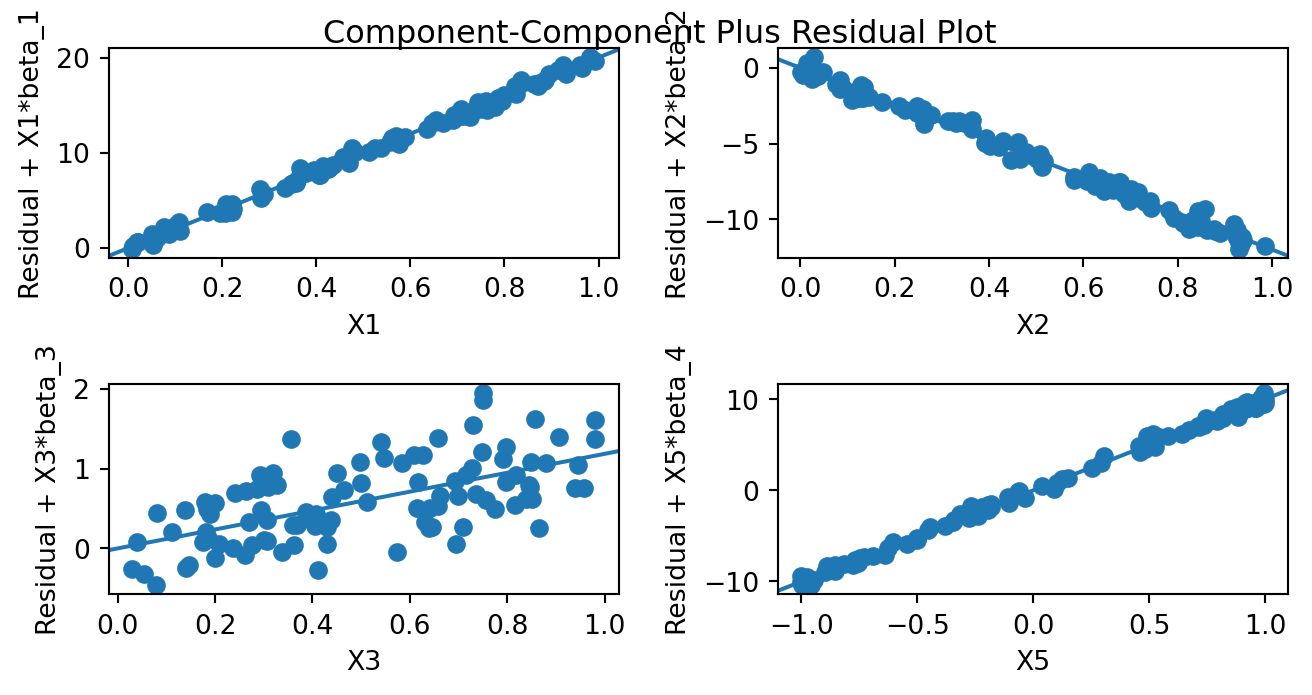 Component-Component Plus Residual Plot
Residual + X1*beta_1
20
10
0
0.0 0.2 0.4 0.6 0.8 1.0
X1
Residual + X2*beta_2
0
−5
−10
0.0 0.2 0.4 0.6 0.8 1.0
X2
Residual + X3*beta_3
2
1
0
0.0 0.2 0.4 0.6 0.8 1.0
X3
Residual + X5*beta_4
10
0
−10
−1.0 −0.5 0.0 0.5 1.0
X5